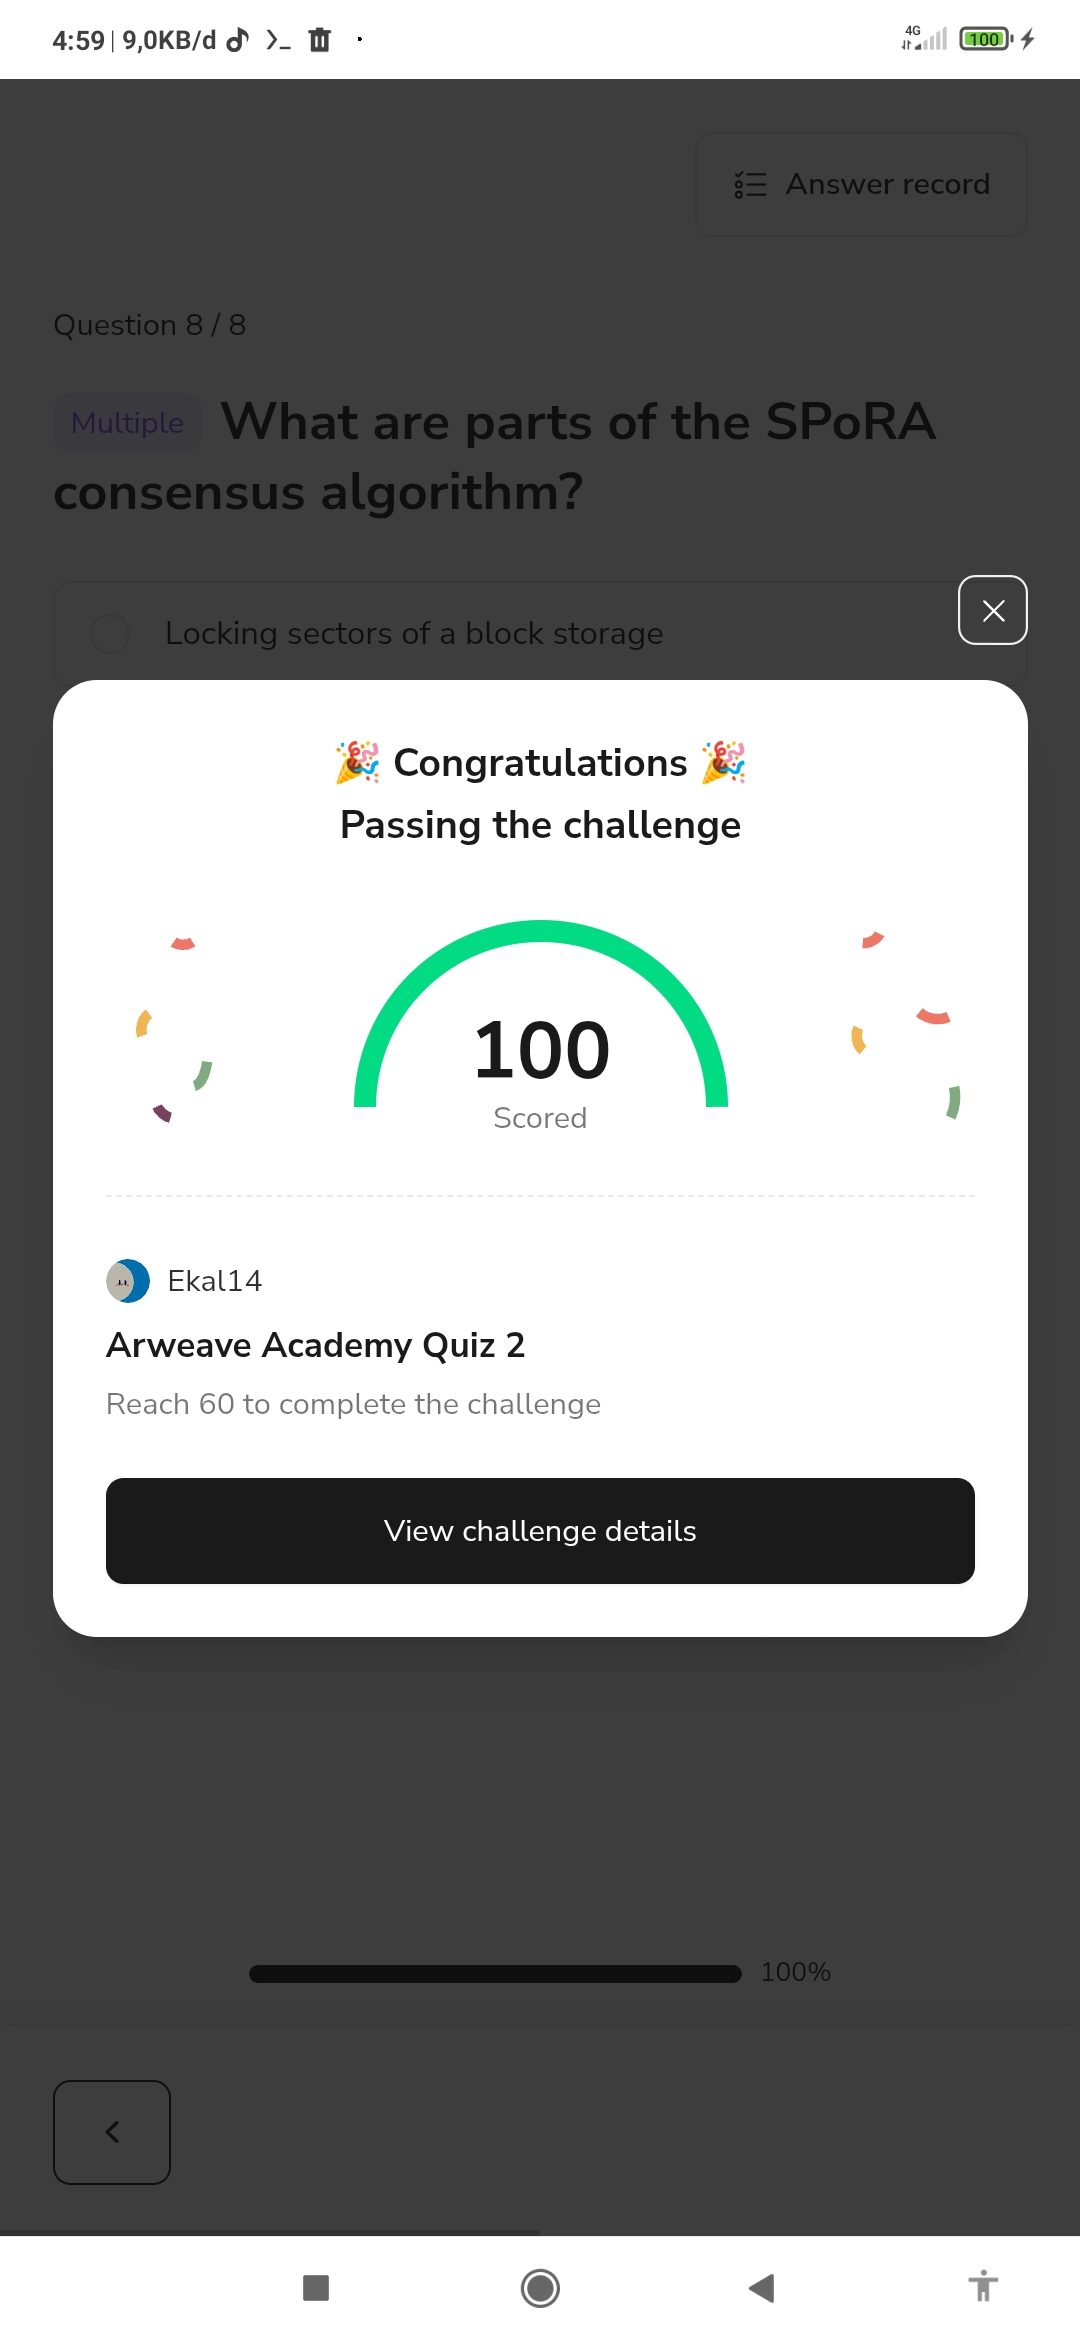 4:59 | 9,0KB/d
4G
100
Answer record
Question 8 / 8
Multiple What are parts of the SPoRA
consensus algorithm?
Locking sectors of a block storage
🎉 Congratulations 🎉
Passing the challenge
100
Scored
Ekal14
Arweave Academy Quiz 2
Reach 60 to complete the challenge
View challenge details
100%